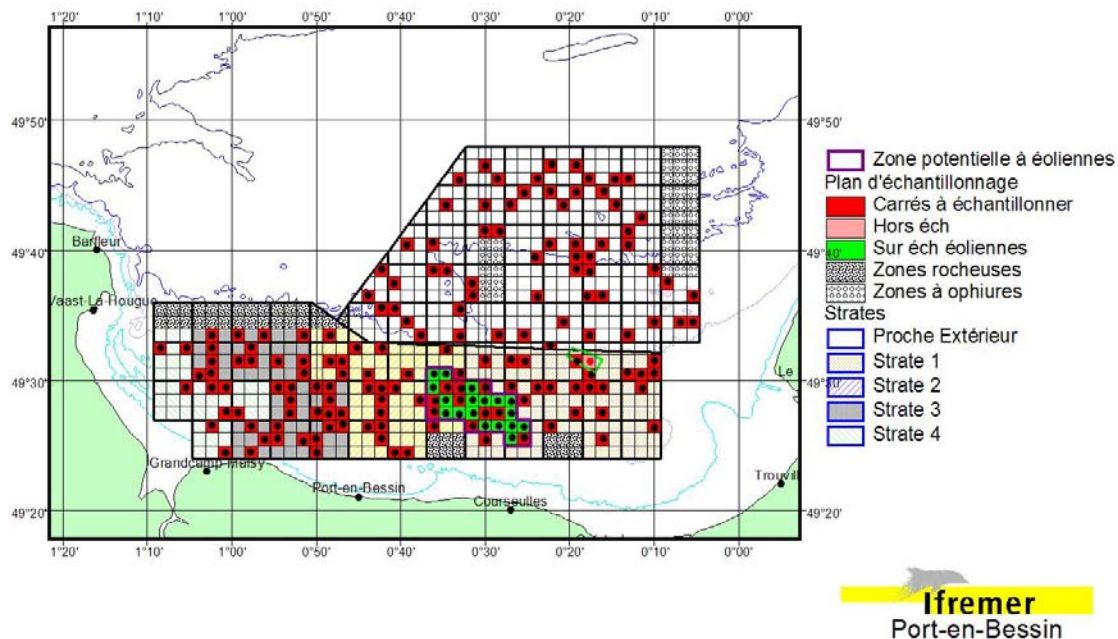 1°20' 1°10' 1°00' 0°50' 0°40' 0°30' 0°20' 0°10' 0°00'
49°50' 49°50'
Barfleur
49°40' 49°40'
Vaast-La Hougue
49°30'
Le
Grandcamp-Maisy
Trouvil
Port-en-Bessin
Courseulles
49°20' 49°20'
1°20' 1°10' 1°00' 0°50' 0°40' 0°30' 0°20' 0°10' 0°00'
Zone potentielle à éoliennes
Plan d'échantillonnage
Carrés à échantillonner
Hors éch
Sur éch éoliennes
Zones rocheuses
Zones à ophiures
Strates
Proche Extérieur
Strate 1
Strate 2
Strate 3
Strate 4
Ifremer
Port-en-Bessin